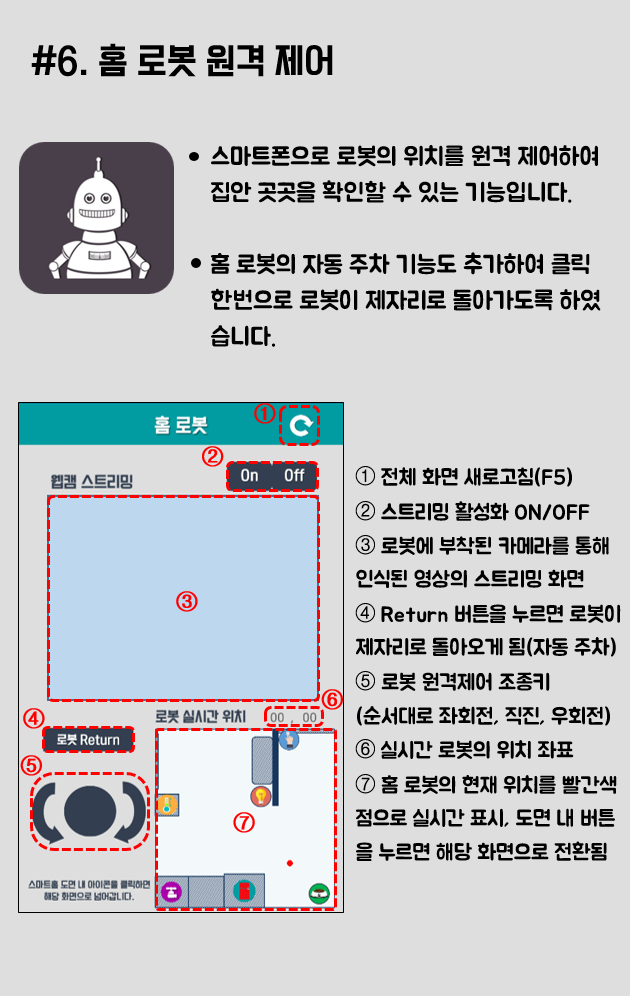 #6. 홈 로봇 원격 제어
• 스마트폰으로 로봇의 위치를 원격 제어하여
집안 곳곳을 확인할 수 있는 기능입니다.
• 홈 로봇의 자동 주차 기능도 추가하여 클릭
한번으로 로봇이 제자리로 돌아가도록 하였
습니다.
홈 로봇 ①
② On Off
웹캠 스트리밍
③
⑥
④ 로봇 실시간 위치 00 , 00
로봇 Return
⑤
⑦
스마트홈 도면 내 아이콘을 클릭하면
해당 화면으로 넘어갑니다.
① 전체 화면 새로고침(F5)
② 스트리밍 활성화 ON/OFF
③ 로봇에 부착된 카메라를 통해
인식된 영상의 스트리밍 화면
④ Return 버튼을 누르면 로봇이
제자리로 돌아오게 됨(자동 주차)
⑤ 로봇 원격제어 조종키
(순서대로 좌회전, 직진, 우회전)
⑥ 실시간 로봇의 위치 좌표
⑦ 홈 로봇의 현재 위치를 빨간색
점으로 실시간 표시, 도면 내 버튼
을 누르면 해당 화면으로 전환됨